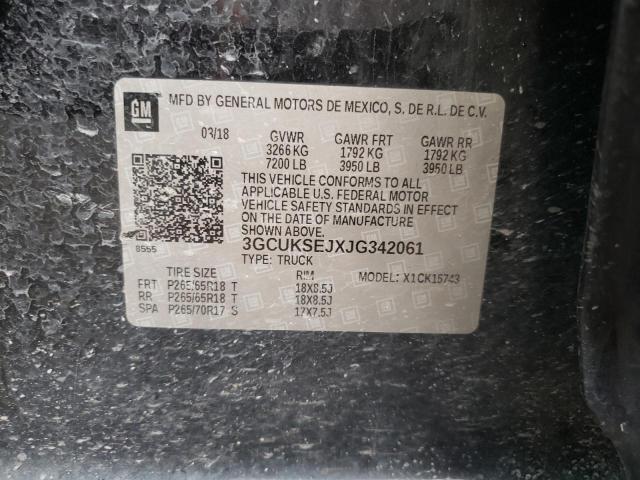 GM
MFD BY GENERAL MOTORS DE MEXICO, S. DE R.L. DE C.V.
03/18 GVWR GAWR FRT GAWR RR
3266 KG 1792 KG 1792 KG
7200 LB 3950 LB 3950 LB
THIS VEHICLE CONFORMS TO ALL
APPLICABLE U.S. FEDERAL MOTOR
VEHICLE SAFETY STANDARDS IN EFFECT
ON THE DATE OF MANUFACTURE
SHOWN ABOVE.
8555 3GCUKSEJXJG342061
TYPE: TRUCK
TIRE SIZE RIM MODEL: X1CK15743
FRT P265/65R18 T 18X8.5J
RR P265/65R18 T 18X8.5J
SPA P265/70R17 S 17X7.5J